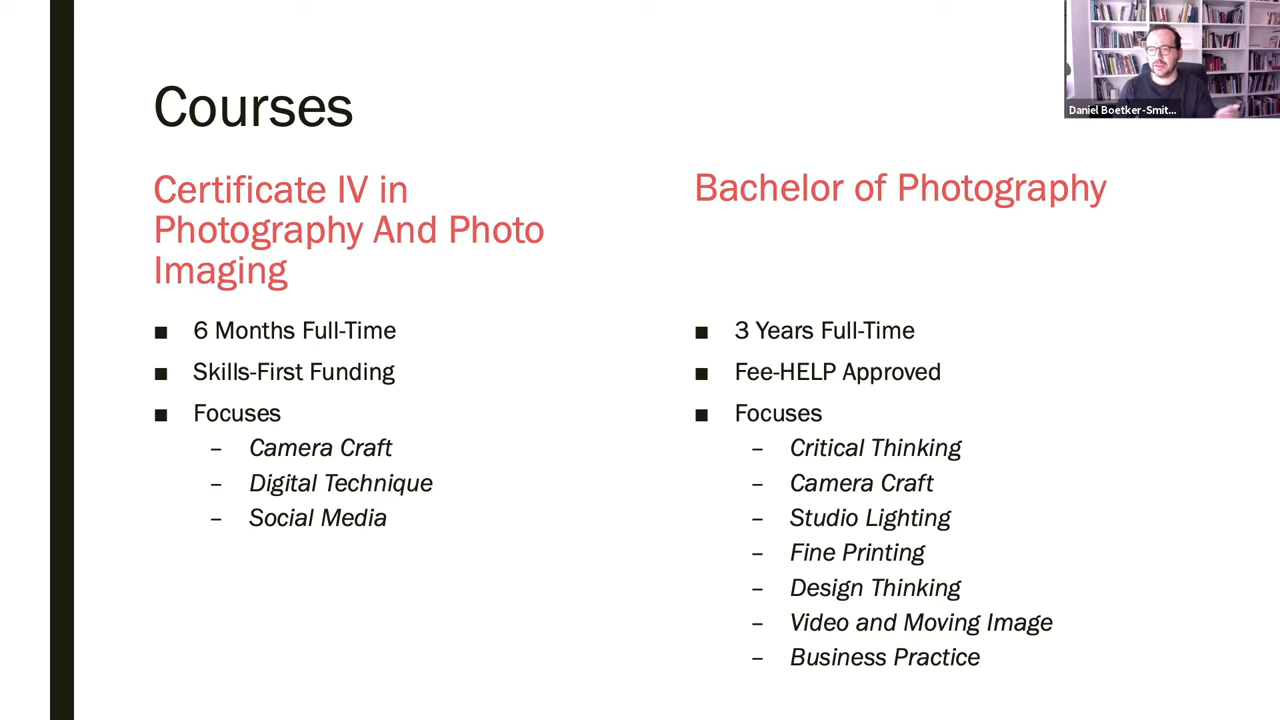 Courses
Daniel Boetker-Smit...
Certificate IV in
Photography And Photo
Imaging
■ 6 Months Full-Time
■ Skills-First Funding
■ Focuses
– Camera Craft
– Digital Technique
– Social Media
Bachelor of Photography
■ 3 Years Full-Time
■ Fee-HELP Approved
■ Focuses
– Critical Thinking
– Camera Craft
– Studio Lighting
– Fine Printing
– Design Thinking
– Video and Moving Image
– Business Practice